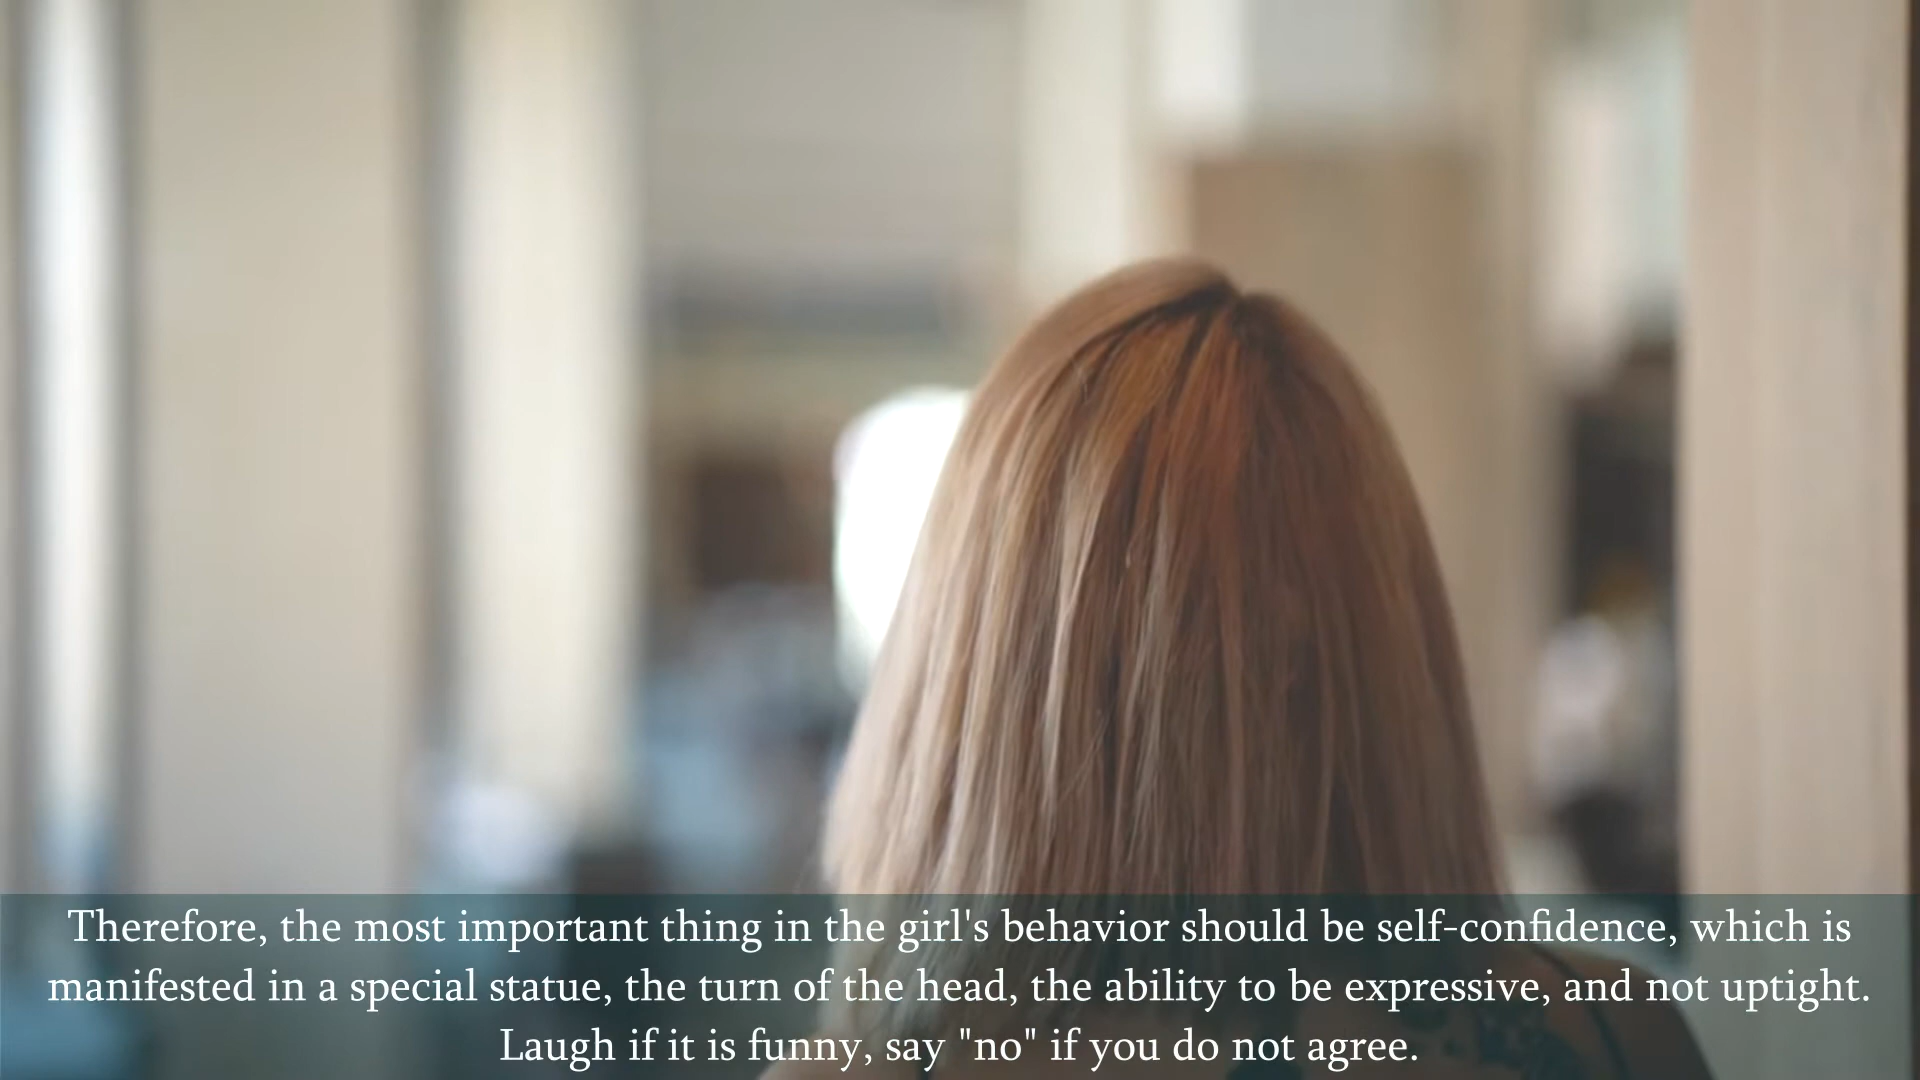 Therefore, the most important thing in the girl's behavior should be self-confidence, which is
manifested in a special statue, the turn of the head, the ability to be expressive, and not uptight.
Laugh if it is funny, say "no" if you do not agree.